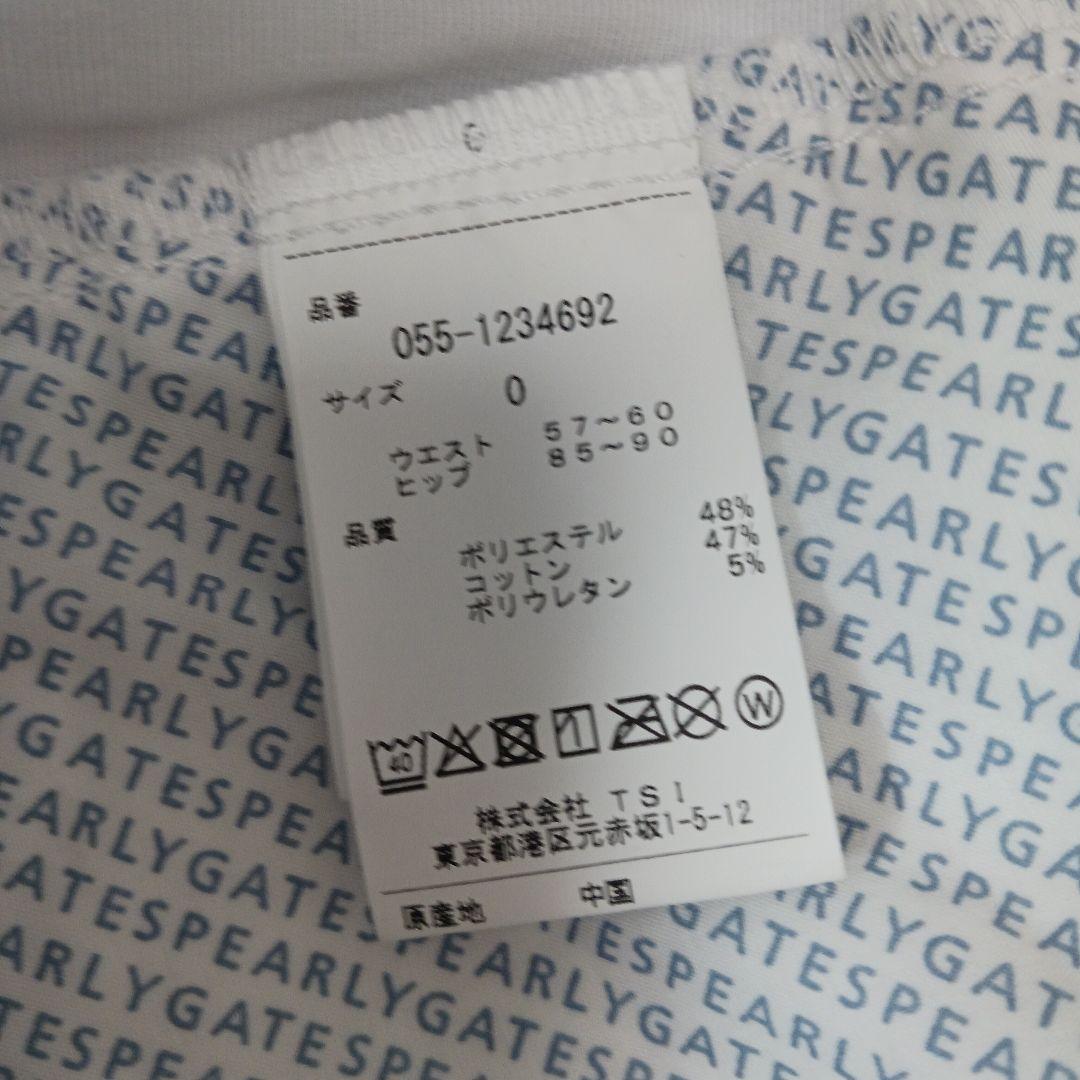 品番
055-1234692
サイズ 0
ウエスト 57~60
ヒップ 85~90
品質
ポリエステル 48%
コットン 47%
ポリウレタン 5%
40 W
株式会社 TSI
東京都港区元赤坂1-5-12
原産地 中国
PEARLYGATES